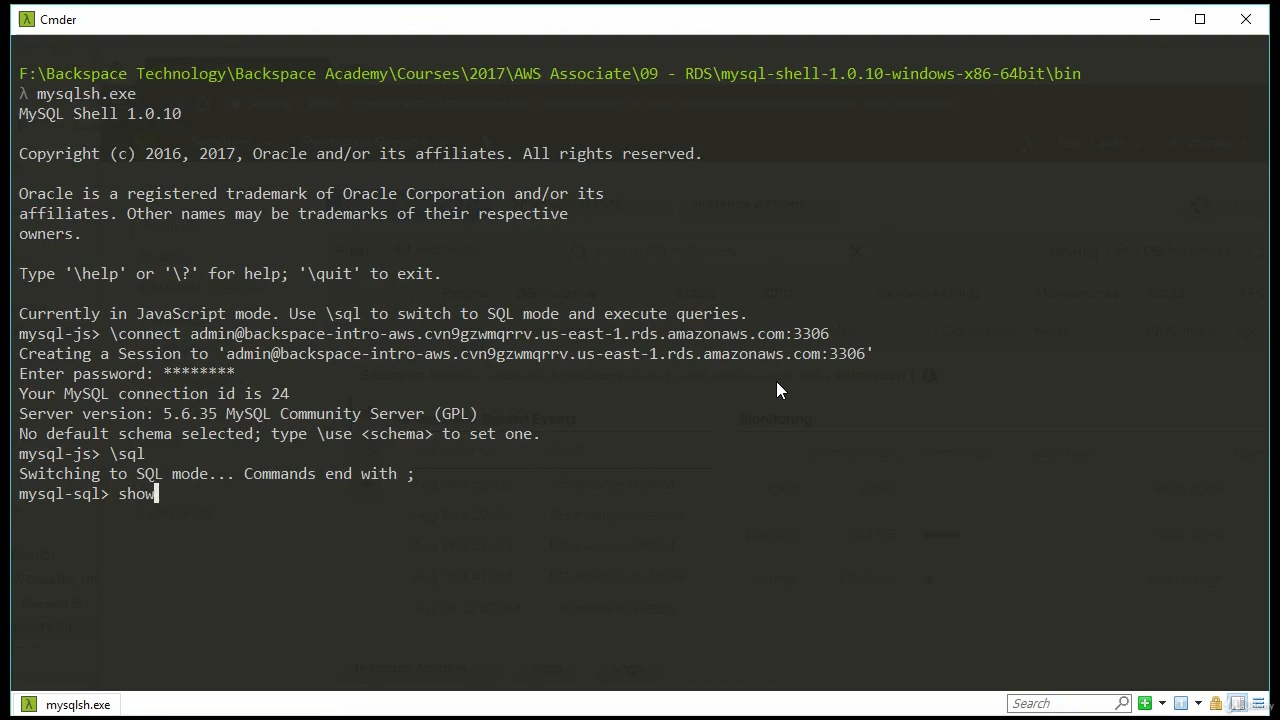 Cmder
F:\Backspace Technology\Backspace Academy\Courses\2017\AWS Associate\09 - RDS\mysql-shell-1.0.10-windows-x86-64bit\bin
λ mysqlsh.exe
MySQL Shell 1.0.10
Copyright (c) 2016, 2017, Oracle and/or its affiliates. All rights reserved.
Oracle is a registered trademark of Oracle Corporation and/or its
affiliates. Other names may be trademarks of their respective
owners.
Type '\help' or '\?' for help; '\quit' to exit.
Currently in JavaScript mode. Use \sql to switch to SQL mode and execute queries.
mysql-js> \connect admin@backspace-intro-aws.cvn9gzwmqrrv.us-east-1.rds.amazonaws.com:3306
Creating a Session to 'admin@backspace-intro-aws.cvn9gzwmqrrv.us-east-1.rds.amazonaws.com:3306'
Enter password: ********
Your MySQL connection id is 24
Server version: 5.6.35 MySQL Community Server (GPL)
No default schema selected; type \use <schema> to set one.
mysql-js> \sql
Switching to SQL mode... Commands end with ;
mysql-sql> show
mysqlsh.exe
Search